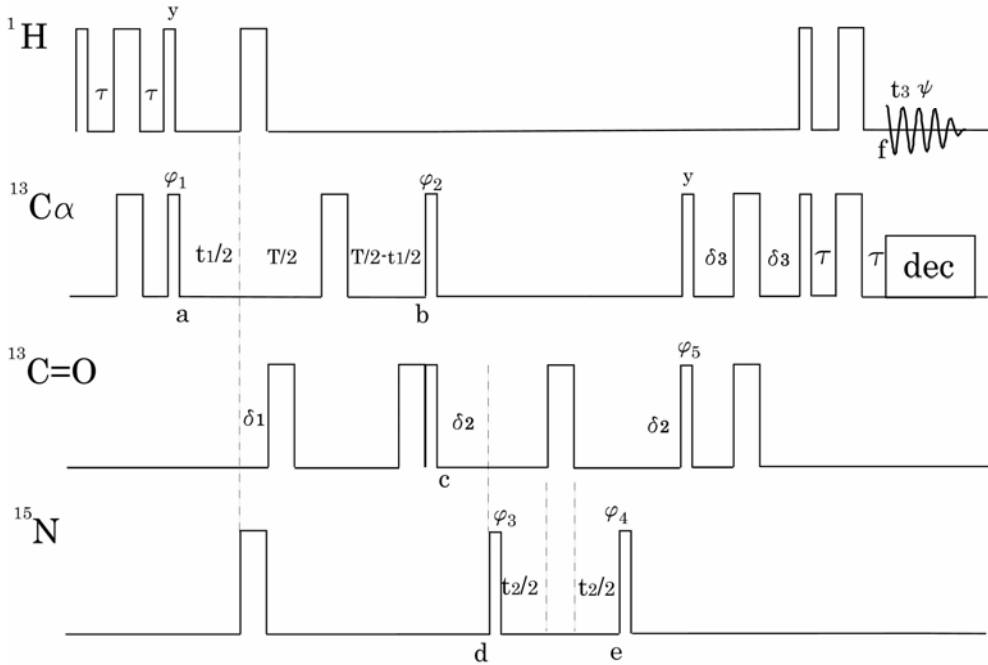 y
¹H
τ τ
t₃ ψ
f
¹³Cα
φ₁ φ₂ y
t₁/2 T/2 T/2-t₁/2 δ₃ δ₃ τ τ dec
a b
¹³C=O
φ₅
δ₁ δ₂ δ₂
c
¹⁵N
φ₃ φ₄
t₂/2 t₂/2
d e